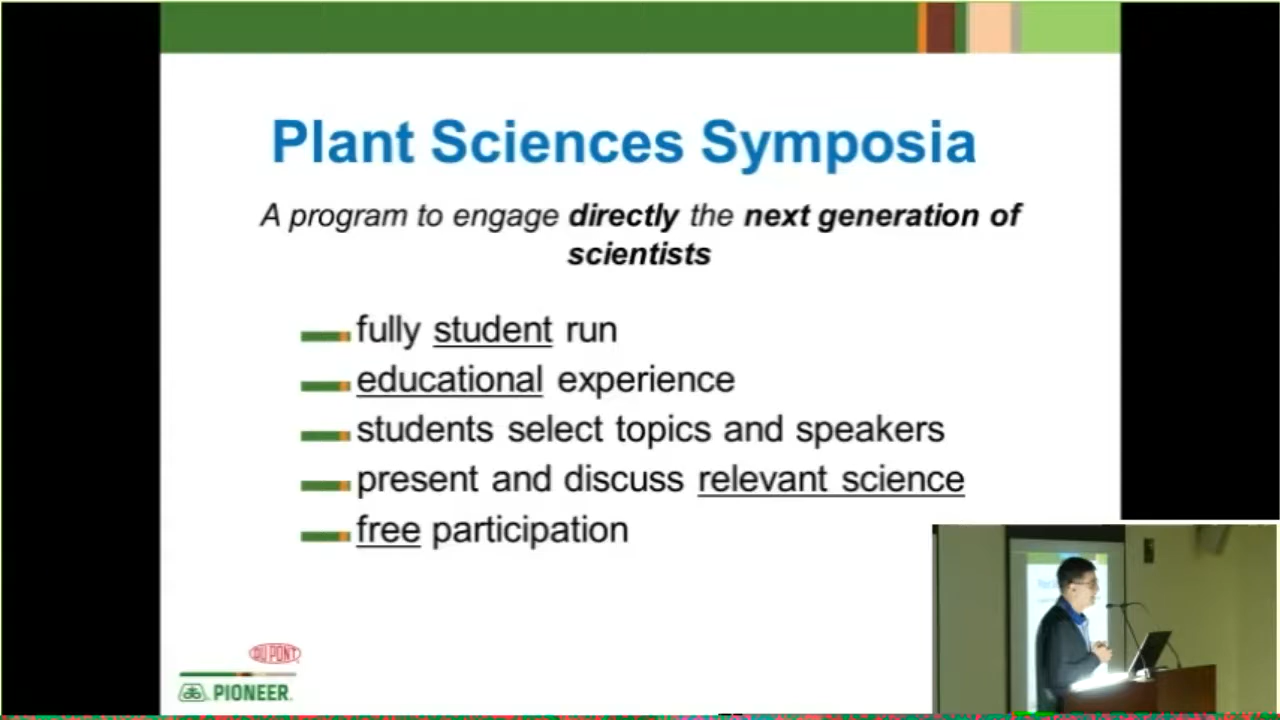 Plant Sciences Symposia
A program to engage directly the next generation of
scientists
fully student run
educational experience
students select topics and speakers
present and discuss relevant science
free participation
DU PONT
PIONEER